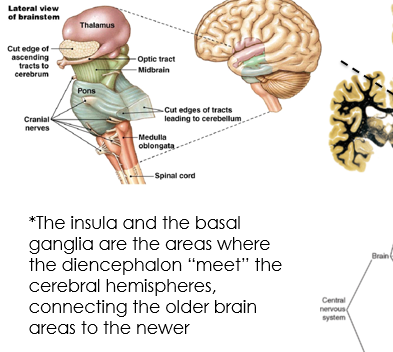 Lateral view
of brainstem
Thalamus
Cut edge of
ascending
tracts to
cerebrum
Optic tract
Midbrain
Pons
Cut edges of tracts
leading to cerebellum
Cranial
nerves
Medulla
oblongata
Spinal cord
*The insula and the basal
ganglia are the areas where
the diencephalon “meet” the
cerebral hemispheres,
connecting the older brain
areas to the newer
Brain
Central
nervous
system